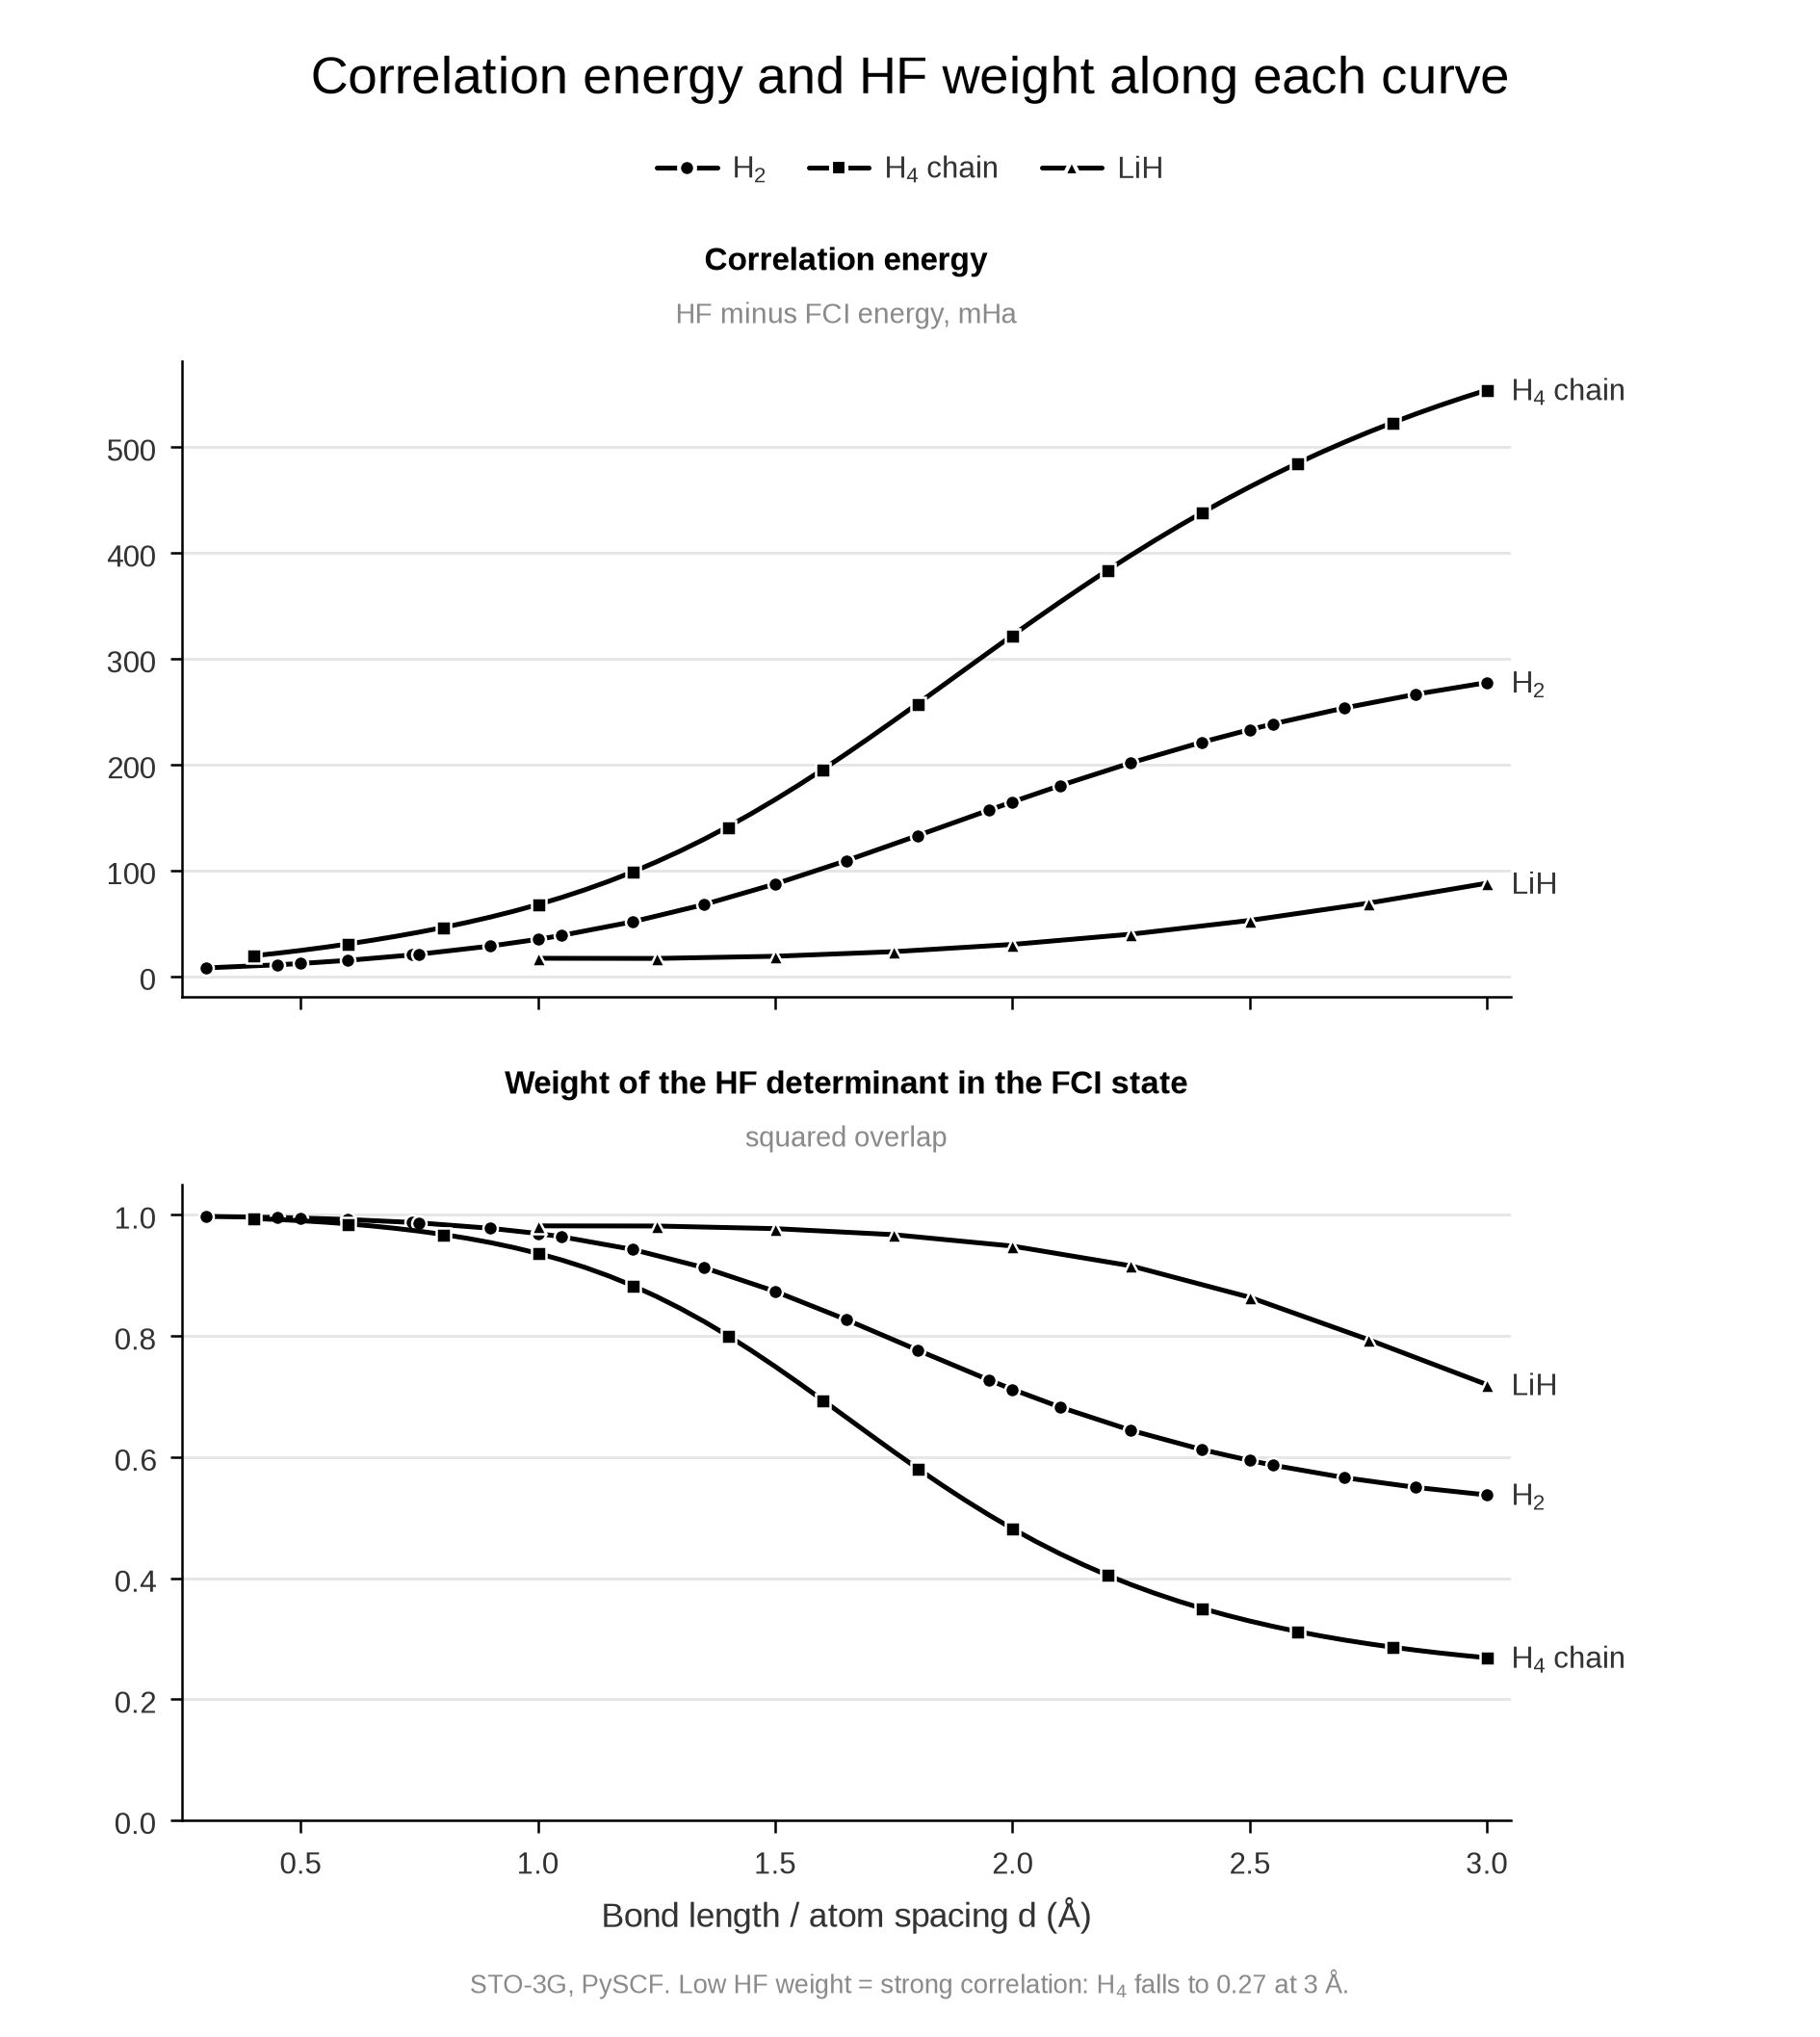 Correlation energy and HF weight along each curve
H₂ H₄ chain LiH
Correlation energy
HF minus FCI energy, mHa
H₄ chain
500
400
300
H₂
200
100
LiH
0
Weight of the HF determinant in the FCI state
squared overlap
1.0
0.8
LiH
0.6
H₂
0.4
H₄ chain
0.2
0.0
0.5 1.0 1.5 2.0 2.5 3.0
Bond length / atom spacing d (Å)
STO-3G, PySCF. Low HF weight = strong correlation: H₄ falls to 0.27 at 3 Å.